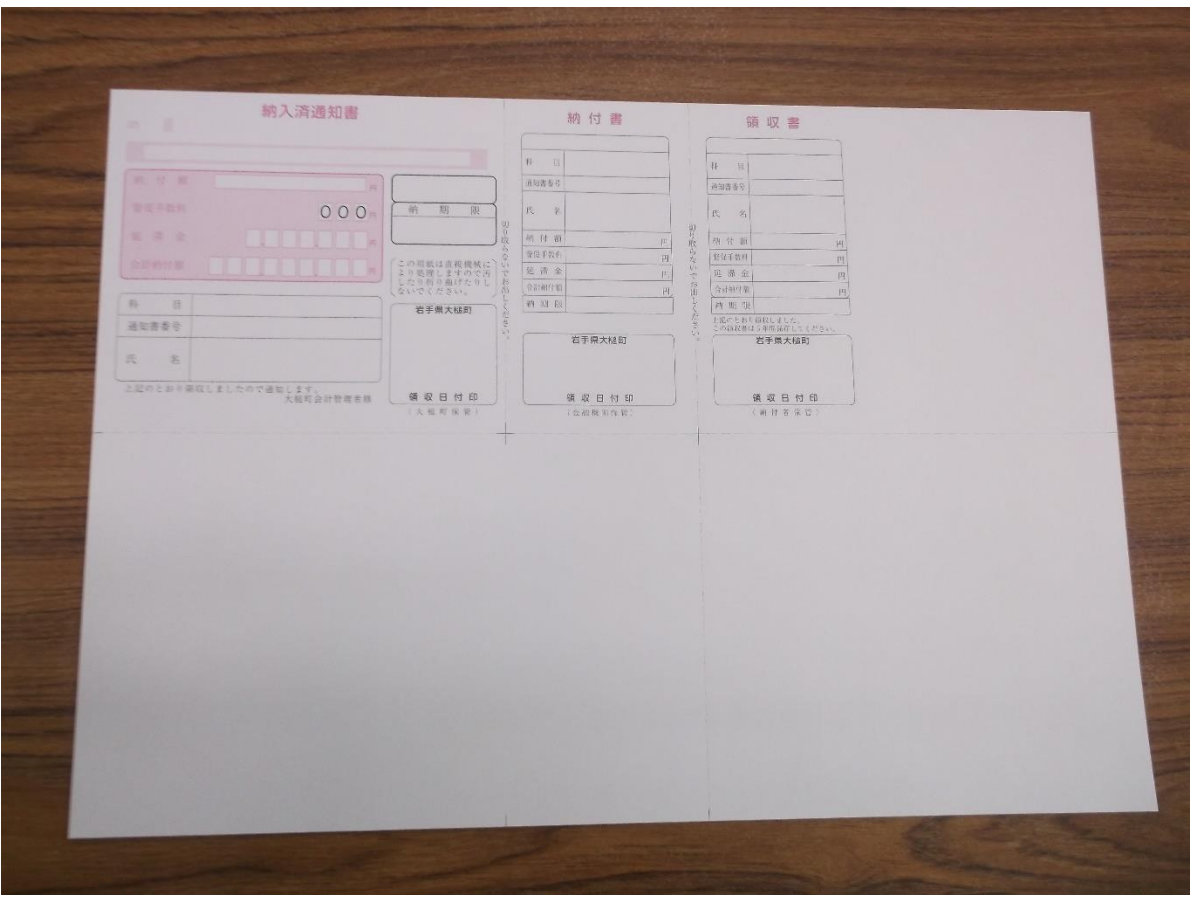 納入済通知書
納付額
円
督促手数料
000円
延滞金
円
合計納付額
円
納期限
この用紙は直接機械に
より処理しますので汚
したり折り曲げたりし
ないでください。
科目
通知書番号
氏名
上記のとおり領収しましたので通知します。
大槌町会計管理者様
岩手県大槌町
領収日付印
(大槌町保管)
切り取らないでお出しください。
納付書
科目
通知書番号
氏名
納付額 円
督促手数料 円
延滞金 円
合計納付額 円
納期限
岩手県大槌町
領収日付印
(金融機関保管)
切り取らないでお出しください。
領収書
科目
通知書番号
氏名
納付額 円
督促手数料 円
延滞金 円
合計納付額 円
納期限
上記のとおり領収しました。
この領収書は5年間保存してください。
岩手県大槌町
領収日付印
(納付者保管)